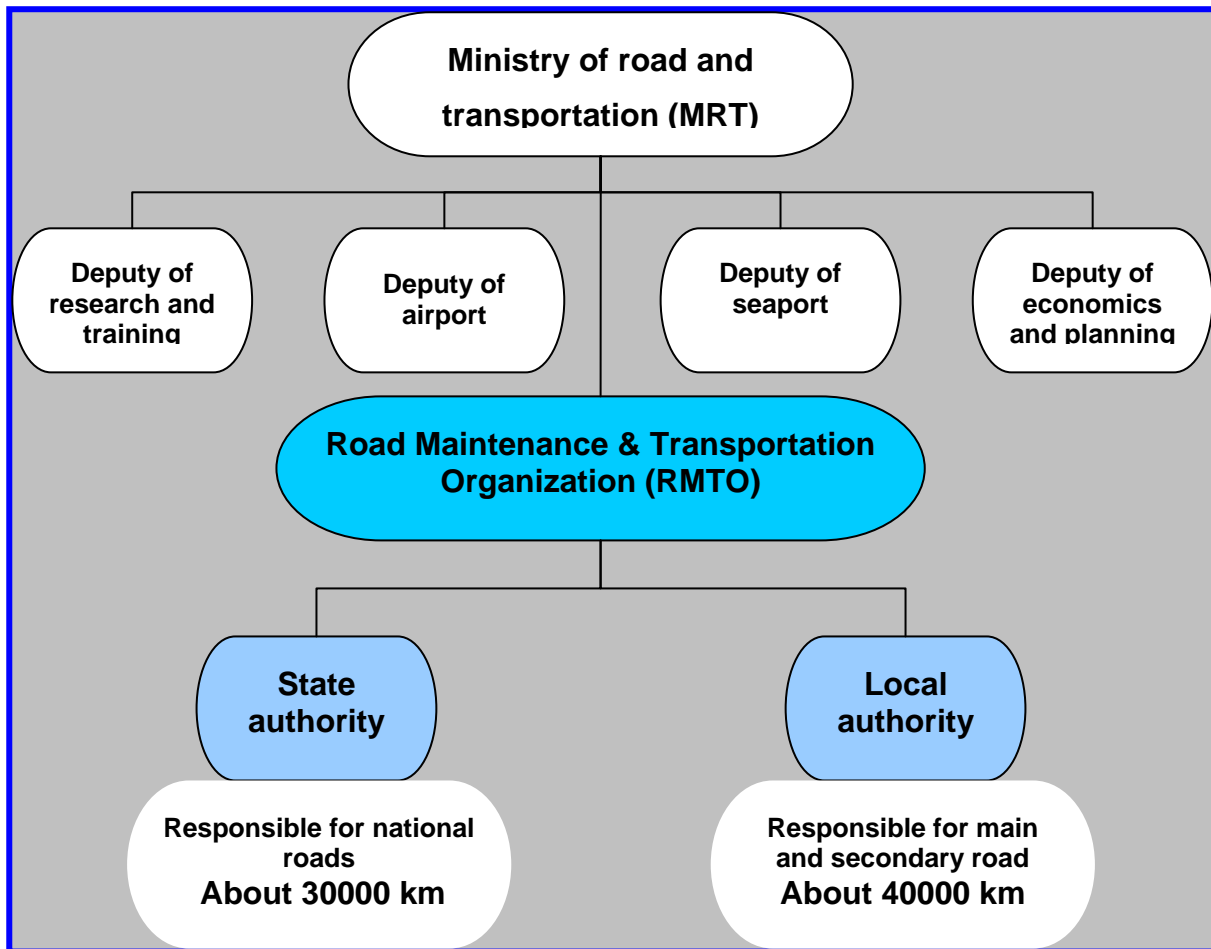 Ministry of road and
transportation (MRT)
Deputy of
research and
training
Deputy of
airport
Deputy of
seaport
Deputy of
economics
and planning
Road Maintenance & Transportation
Organization (RMTO)
State
authority
Local
authority
Responsible for national
roads
About 30000 km
Responsible for main
and secondary road
About 40000 km